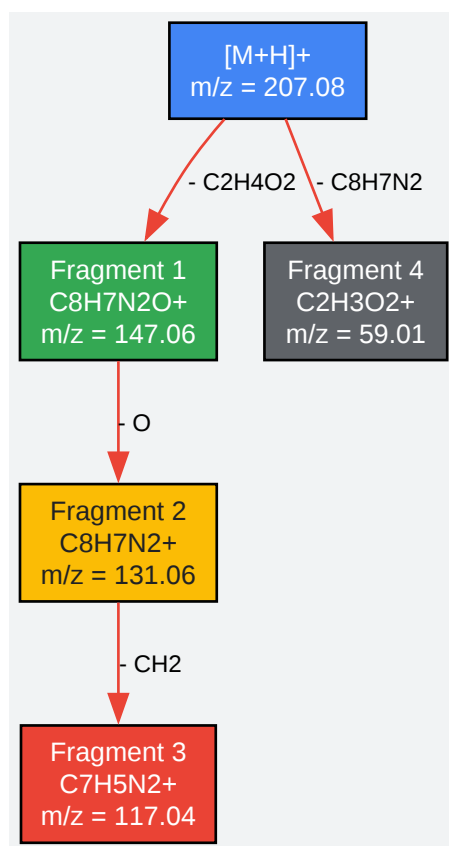 [M+H]+
m/z = 207.08
- C2H4O2
- C8H7N2
Fragment 1
C8H7N2O+
m/z = 147.06
Fragment 4
C2H3O2+
m/z = 59.01
- O
Fragment 2
C8H7N2+
m/z = 131.06
- CH2
Fragment 3
C7H5N2+
m/z = 117.04